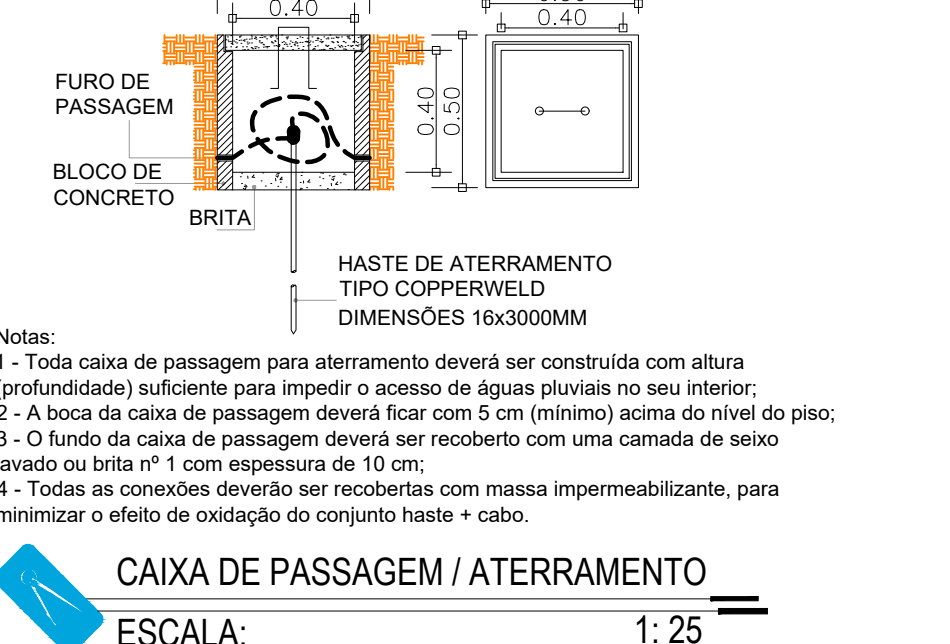 0.40
0.40
FURO DE
PASSAGEM
0.40
0.50
BLOCO DE
CONCRETO
BRITA
HASTE DE ATERRAMENTO
TIPO COPPERWELD
DIMENSÕES 16x3000MM
Notas:
1 - Toda caixa de passagem para aterramento deverá ser construída com altura
(profundidade) suficiente para impedir o acesso de águas pluviais no seu interior;
2 - A boca da caixa de passagem deverá ficar com 5 cm (mínimo) acima do nível do piso;
3 - O fundo da caixa de passagem deverá ser recoberto com uma camada de seixo
lavado ou brita nº 1 com espessura de 10 cm;
4 - Todas as conexões deverão ser recobertas com massa impermeabilizante, para
minimizar o efeito de oxidação do conjunto haste + cabo.
CAIXA DE PASSAGEM / ATERRAMENTO
ESCALA: 1: 25